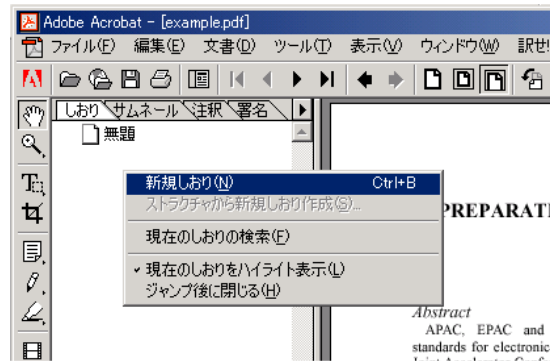 Adobe Acrobat - [example.pdf]
ファイル(F) 編集(E) 文書(D) ツール(T) 表示(V) ウィンドウ(W) 訳せ!
しおり サムネール 注釈 署名
無題
新規しおり(N) Ctrl+B
ストラクチャから新規しおり作成(S)...
現在のしおりの検索(F)
現在のしおりをハイライト表示(L)
ジャンプ後に閉じる(H)
PREPARATI
Abstract
APAC, EPAC and
standards for electronic